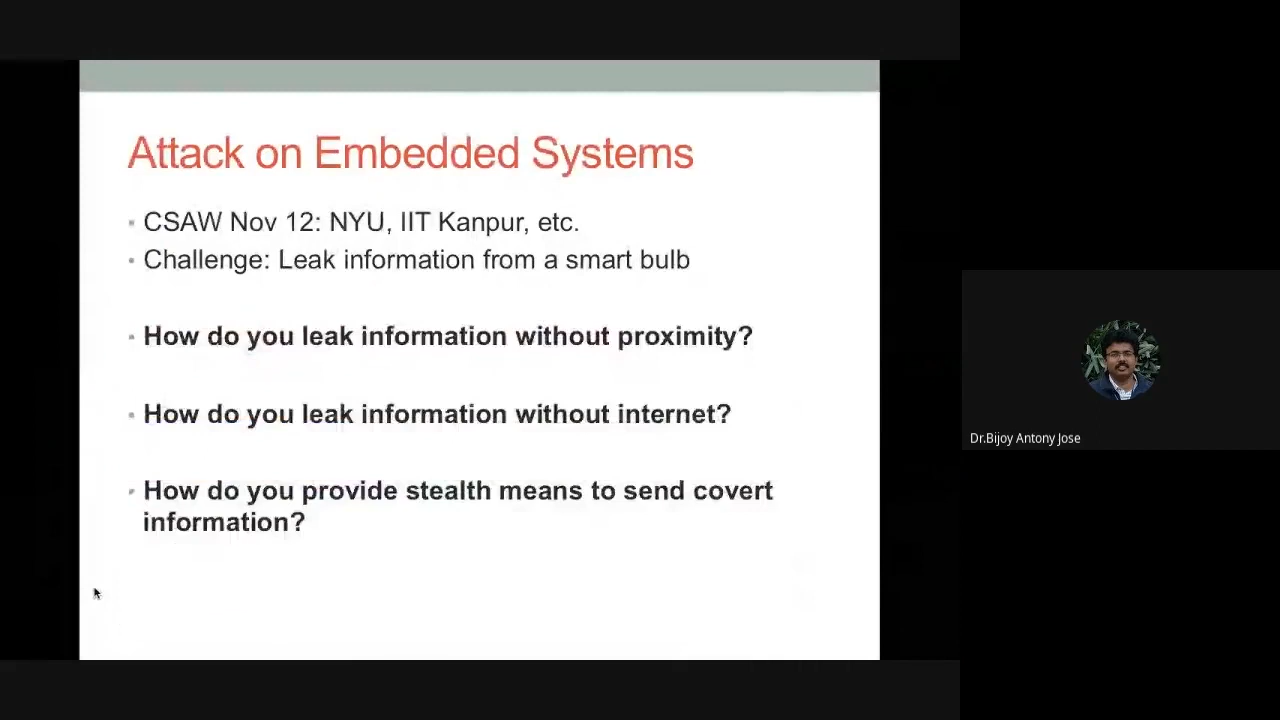 Attack on Embedded Systems
CSAW Nov 12: NYU, IIT Kanpur, etc.
Challenge: Leak information from a smart bulb
How do you leak information without proximity?
How do you leak information without internet?
How do you provide stealth means to send covert
information?
Dr.Bijoy Antony Jose